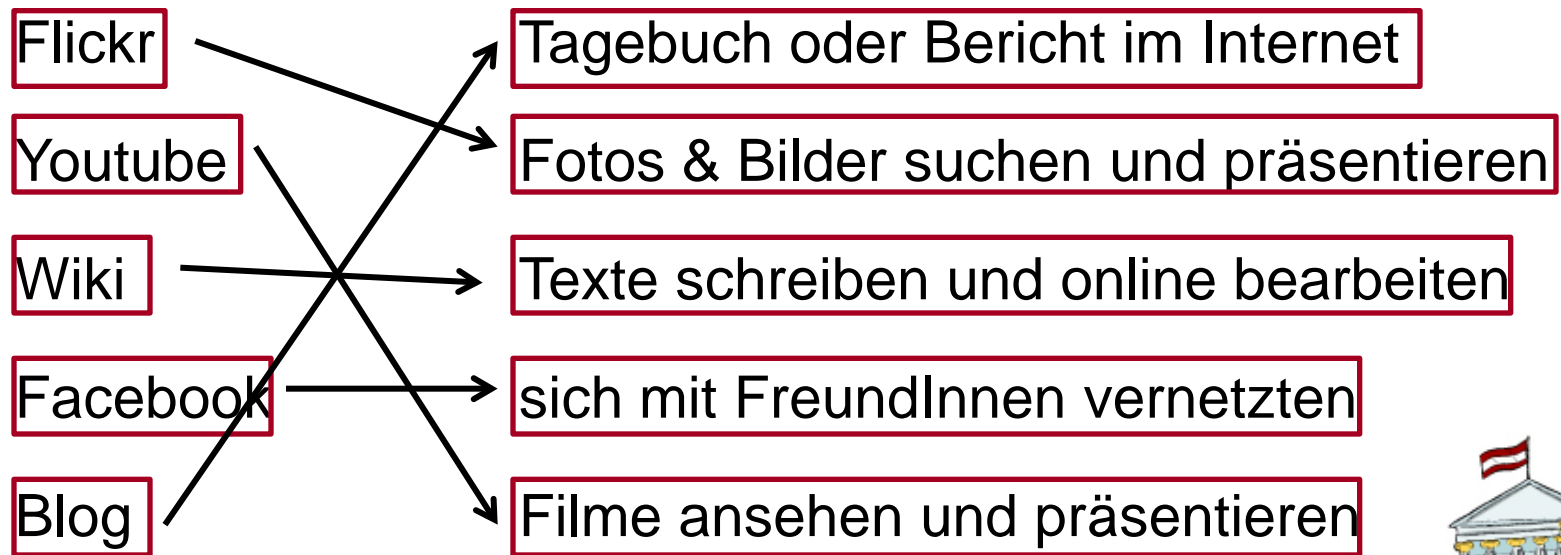 Flickr Tagebuch oder Bericht im Internet
Youtube Fotos & Bilder suchen und präsentieren
Wiki Texte schreiben und online bearbeiten
Facebook sich mit FreundInnen vernetzten
Blog Filme ansehen und präsentieren